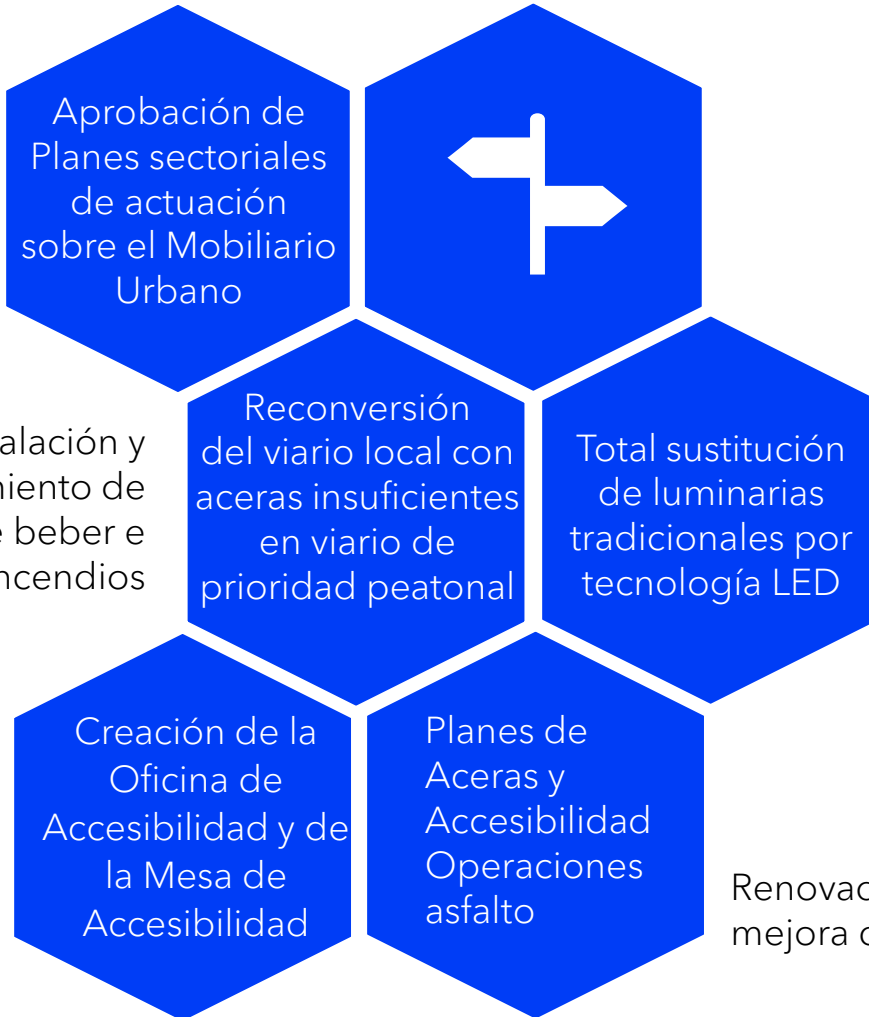 Aprobación de
Planes sectoriales
de actuación
sobre el Mobiliario
Urbano
alación y
de
beber e
ncendios
Reconversión
del viario local con
aceras insuficientes
en viario de
prioridad peatonal
Total sustitución
de luminarias
tradicionales por
tecnología LED
Creación de la
Oficina de
Accesibilidad y de
la Mesa de
Accesibilidad
Planes de
Aceras y
Accesibilidad
Operaciones
asfalto
Renovac
mejora